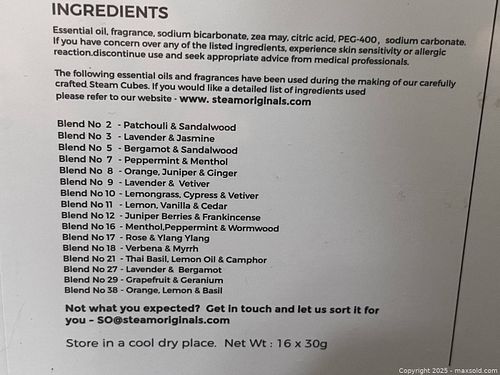 INGREDIENTS
Essential oil, fragrance, sodium bicarbonate, zea may, citric acid, PEG-400, sodium carbonate.
If you have concern over any of the listed ingredients, experience skin sensitivity or allergic
reaction.discontinue use and seek appropriate advice from medical professionals.
The following essential oils and fragrances have been used during the making of our carefully
crafted Steam Cubes. If you would like a detailed list of ingredients used
please refer to our website - www. steamoriginals.com
Blend No 2 - Patchouli & Sandalwood
Blend No 3 - Lavender & Jasmine
Blend No 5 - Bergamot & Sandalwood
Blend No 7 - Peppermint & Menthol
Blend No 8 - Orange, Juniper & Ginger
Blend No 9 - Lavender & Vetiver
Blend No 10 - Lemongrass, Cypress & Vetiver
Blend No 11 - Lemon, Vanilla & Cedar
Blend No 12 - Juniper Berries & Frankincense
Blend No 16 - Menthol,Peppermint & Wormwood
Blend No 17 - Rose & Ylang Ylang
Blend No 18 - Verbena & Myrrh
Blend No 21 - Thai Basil, Lemon Oil & Camphor
Blend No 27 - Lavender & Bergamot
Blend No 29 - Grapefruit & Geranium
Blend No 38 - Orange, Lemon & Basil
Not what you expected? Get in touch and let us sort it for
you - SO@steamoriginals.com
Store in a cool dry place. Net Wt : 16 x 30g
Copyright 2025 - maxsold.com